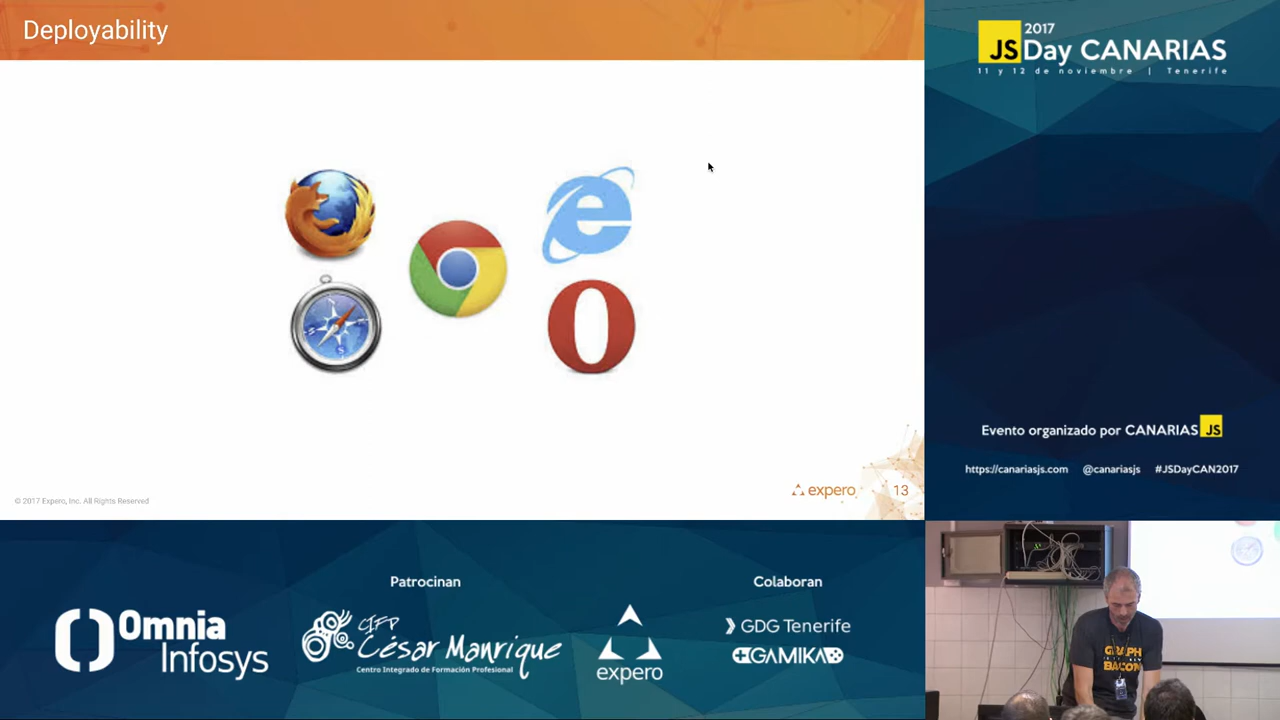 Deployability
© 2017 Expero, Inc. All Rights Reserved
expero
13
2017
JS Day CANARIAS
11 y 12 de noviembre | Tenerife
Evento organizado por CANARIAS JS
https://canariasjs.com @canariasjs #JSDayCAN2017
Patrocinan
Omnia
Infosys
CIFP
César Manrique
Centro Integrado de Formación Profesional
expero
Colaboran
GDG Tenerife
GAMIKA
GRAPH
BACON